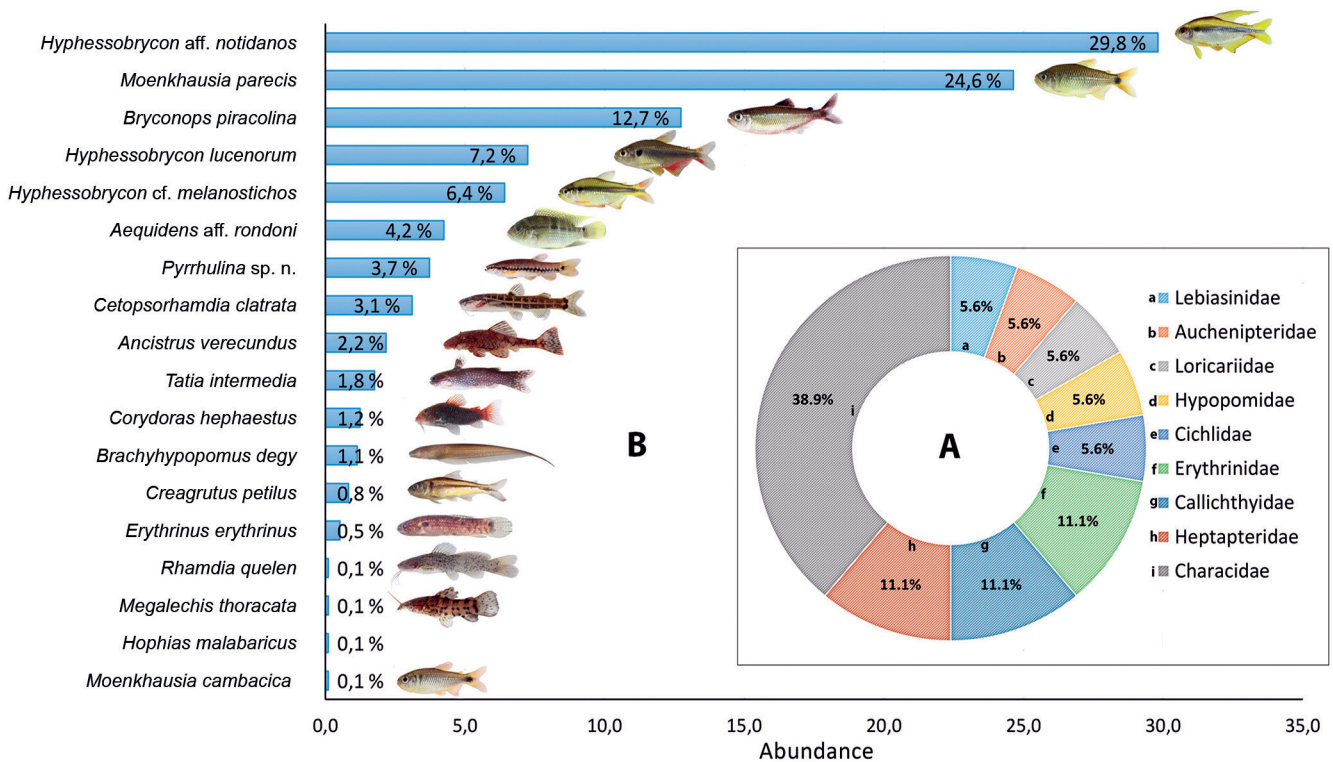 Hyphessobrycon aff. notidanos
29,8 %
Moenkhausia parecis
24,6 %
Bryconops piracolina
12,7 %
Hyphessobrycon lucenorum
7,2 %
Hyphessobrycon cf. melanostichos
6,4 %
Aequidens aff. rondoni
4,2 %
Pyrrhulina sp. n.
3,7 %
Cetopsorhamdia clatrata
3,1 %
Ancistrus verecundus
2,2 %
Tatia intermedia
1,8 %
Corydoras hephaestus
1,2 %
Brachyhypopomus degy
1,1 %
Creagrutus petilus
0,8 %
Erythrinus erythrinus
0,5 %
Rhamdia quelen
0,1 %
Megalechis thoracata
0,1 %
Hophias malabaricus
0,1 %
Moenkhausia cambacica
0,1 %
0,0 5,0 10,0 15,0 20,0 25,0 30,0 35,0
Abundance
B
A
5.6%
a
5.6%
b
5.6%
c
5.6%
d
5.6%
e
11.1%
f
11.1%
g
11.1%
h
38.9%
i
a Lebiasinidae
b Auchenipteridae
c Loricariidae
d Hypopomidae
e Cichlidae
f Erythrinidae
g Callichthyidae
h Heptapteridae
i Characidae